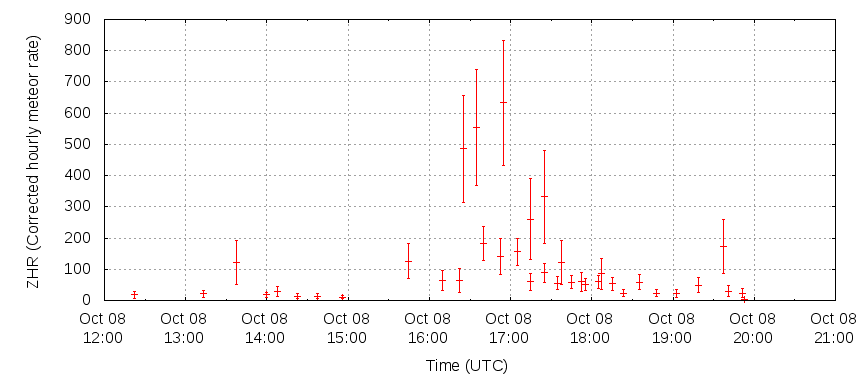 900
800
700
600
500
400
300
200
100
0
ZHR (Corrected hourly meteor rate)
Oct 08 Oct 08 Oct 08 Oct 08 Oct 08 Oct 08 Oct 08 Oct 08 Oct 08 Oct 08
12:00 13:00 14:00 15:00 16:00 17:00 18:00 19:00 20:00 21:00
Time (UTC)